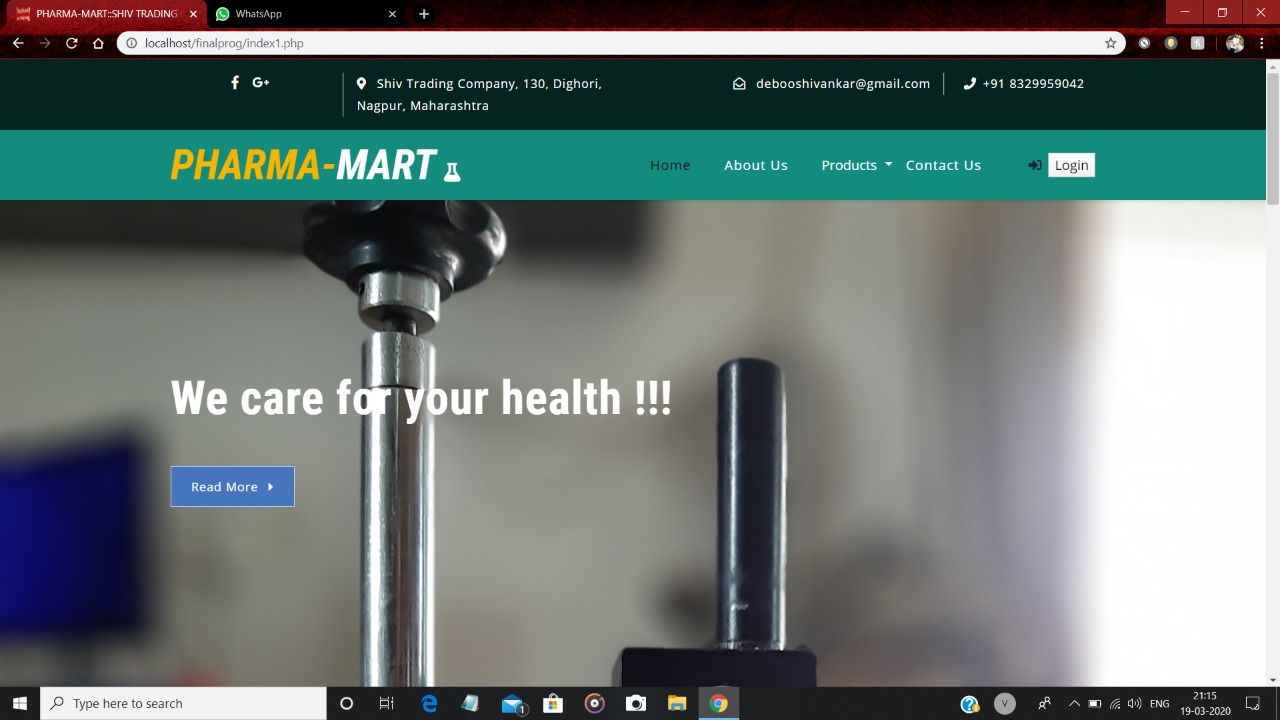 PHARMA-MART::SHIV TRADING
WhatsApp
localhost/finalprog/index1.php
Shiv Trading Company, 130, Dighori,
Nagpur, Maharashtra
debooshivankar@gmail.com
+91 8329959042
PHARMA-MART
Home
About Us
Products
Contact Us
Login
We care for your health !!!
Read More
Type here to search
1
V
ENG
21:15
19-03-2020